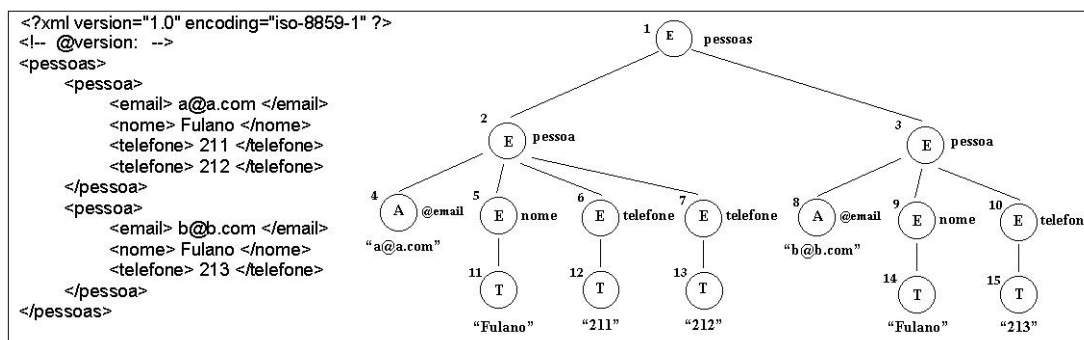 <?xml version="1.0" encoding="iso-8859-1" ?>
<!-- @version: -->
<pessoas>
<pessoa>
<email> a@a.com </email>
<nome> Fulano </nome>
<telefone> 211 </telefone>
<telefone> 212 </telefone>
</pessoa>
<pessoa>
<email> b@b.com </email>
<nome> Fulano </nome>
<telefone> 213 </telefone>
</pessoa>
</pessoas>
1 E pessoas
2 E pessoa
3 E pessoa
4 A @email
5 E nome
6 E telefone
7 E telefone
8 A @email
9 E nome
10 E telefon
"a@a.com"
"b@b.com"
11 T
12 T
13 T
14 T
15 T
"Fulano"
"211"
"212"
"Fulano"
"213"